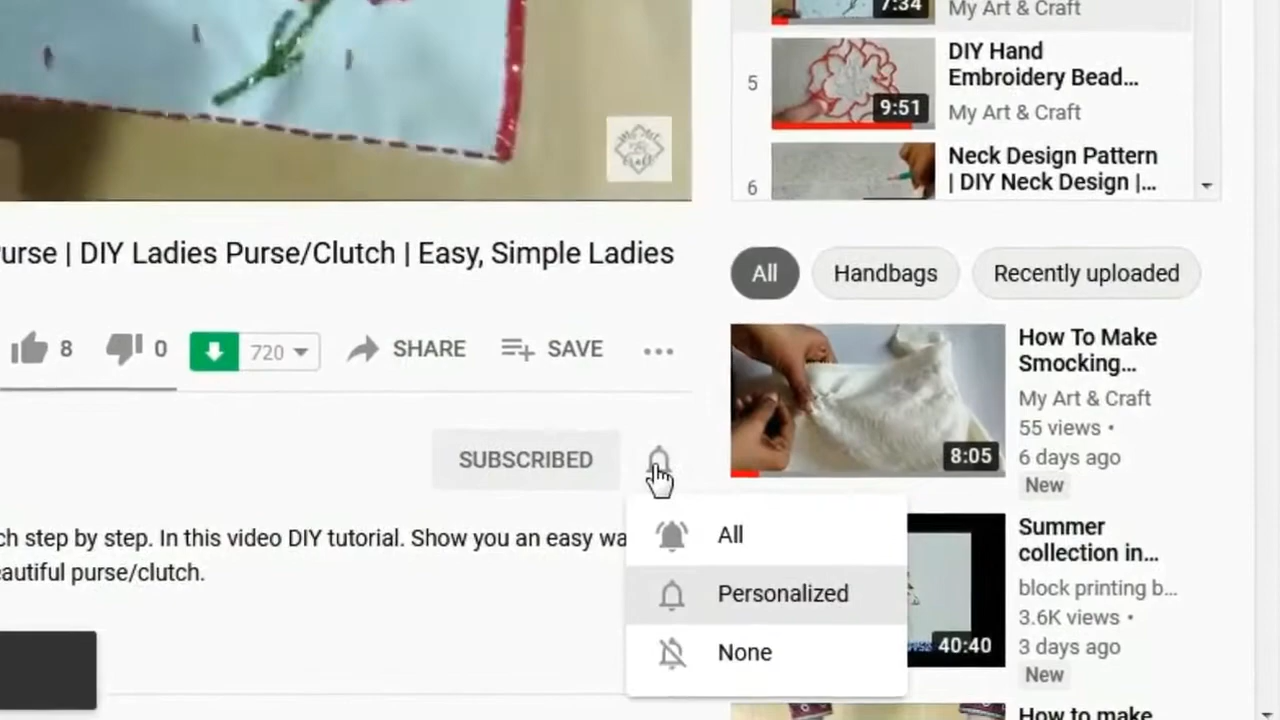 7:34
My Art & Craft
5
DIY Hand
Embroidery Bead...
9:51
My Art & Craft
6
Neck Design Pattern
| DIY Neck Design |...
urse | DIY Ladies Purse/Clutch | Easy, Simple Ladies
8
0
720
SHARE
SAVE
SUBSCRIBED
ch step by step. In this video DIY tutorial. Show you an easy wa
autiful purse/clutch.
All
Personalized
None
All
Handbags
Recently uploaded
8:05
How To Make
Smocking...
My Art & Craft
55 views •
6 days ago
New
40:40
Summer
collection in...
block printing b...
3.6K views •
3 days ago
New
How to make